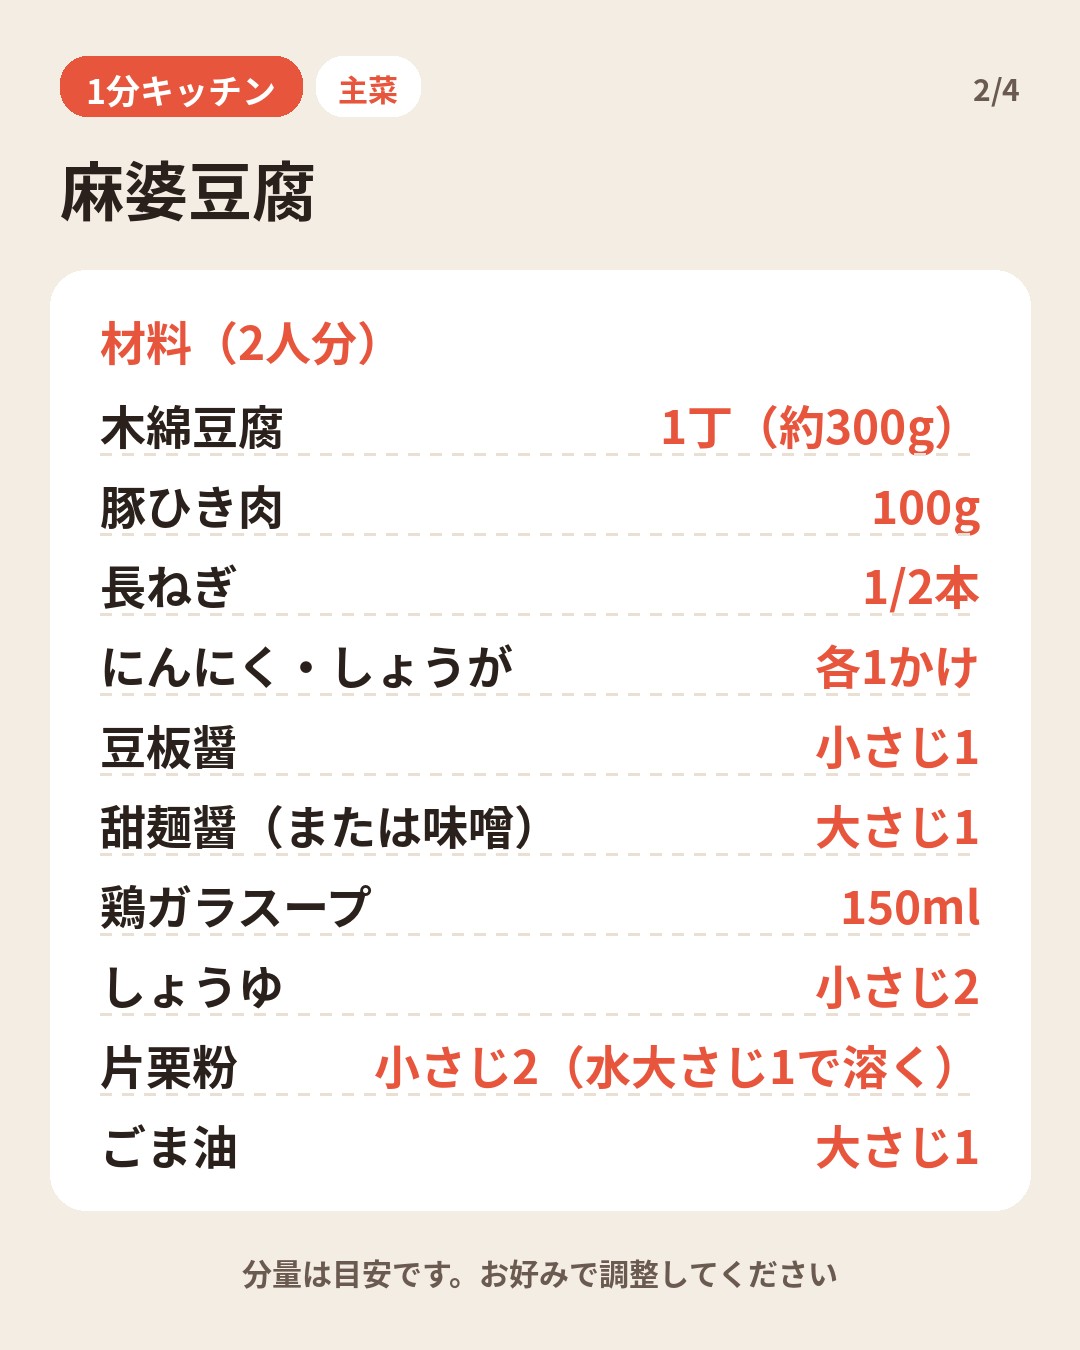 1分キッチン 主菜 2/4
麻婆豆腐
材料（2人分）
木綿豆腐 1丁（約300g）
豚ひき肉 100g
長ねぎ 1/2本
にんにく・しょうが 各1かけ
豆板醤 小さじ1
甜麺醤（または味噌） 大さじ1
鶏ガラスープ 150ml
しょうゆ 小さじ2
片栗粉 小さじ2（水大さじ1で溶く）
ごま油 大さじ1
分量は目安です。お好みで調整してください